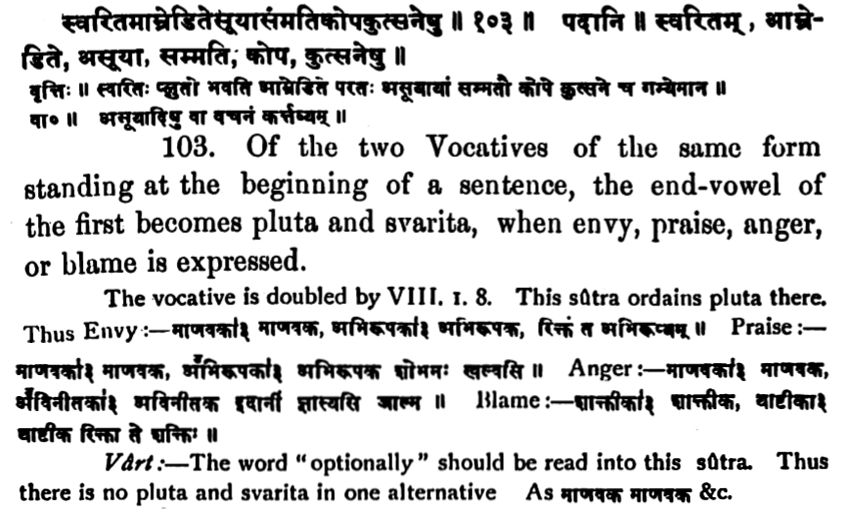 स्वरितमाम्रेडितेसूयासंमतिकोपकुत्सनेषु ॥ १०३ ॥ पदानि ॥ स्वरितम्, आम्रे-
डिते, असूया, सम्मति, कोप, कुत्सनेषु ॥
वृत्तिः ॥ स्वरितः प्लुतो भवति आम्रेडिते परतः असूयायां सम्मतौ कोपे कुत्सने च गम्येमान ॥
वा० ॥ असूयादिषु वा वचनं कर्त्तव्यम् ॥
103. Of the two Vocatives of the same form
standing at the beginning of a sentence, the end-vowel of
the first becomes pluta and svarita, when envy, praise, anger,
or blame is expressed.
The vocative is doubled by VIII. 1. 8. This sûtra ordains pluta there.
Thus Envy:—माणवका३ माणवक, अभिरूपका३ अभिरूपक, रिक्तं त Praise:—
माणवका३ माणवक, अभिरूपका३ अभिरूपक शोभनः खल्वसि ॥ Anger:—माणवका३ माणवक,
अविनीतका३ अविनीतक इदानीं ज्ञास्यसि जाल्म ॥ Blame:—शाक्तीका३ शाक्तीक, याष्टीका३
याष्टीक रिक्ता ते शक्तिः ॥
Vârt:—The word "optionally" should be read into this sûtra. Thus
there is no pluta and svarita in one alternative As माणवक माणवक &c.